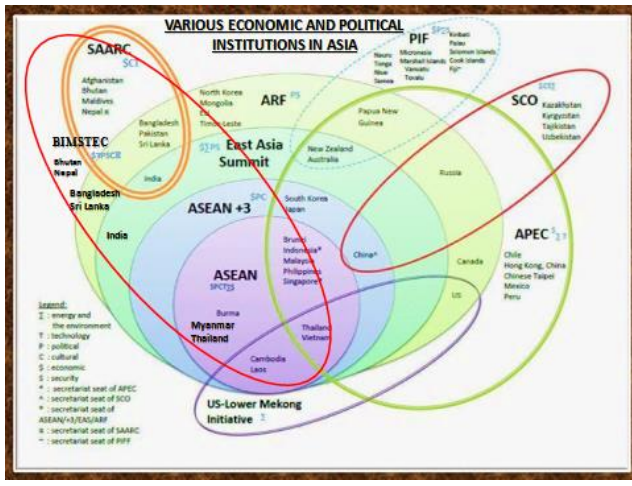 VARIOUS ECONOMIC AND POLITICAL
INSTITUTIONS IN ASIA
SAARC
$CT
Afghanistan
Bhutan
Maldives
Nepal ¤
Bangladesh
Pakistan
Sri Lanka
India
North Korea
Mongolia
EU
Timor-Leste
ARF PS
PIF
Nauru
Tonga
Niue
Samoa
Micronesia
Marshall Islands
Vanuatu
Tuvalu
Kiribati
Palau
Solomon Islands
Cook Islands
Fiji~
Papua New
Guinea
New Zealand
Australia
SCO
Kazakhstan
Kyrgyzstan
Tajikistan
Uzbekistan
Russia
BIMSTEC
Bhutan
Nepal
Bangladesh
Sri Lanka
India
East Asia
Summit
ASEAN +3
$PC
South Korea
Japan
China^
Brunei
Indonesia*
Malaysia
Philippines
Singapore
ASEAN
Burma
Myanmar
Thailand
Thailand
Vietnam
Cambodia
Laos
Canada
US
APEC
Chile
Hong Kong, China
Chinese Taipei
Mexico
Peru
US-Lower Mekong
Initiative Σ
Legend:
Σ : energy and
the environment
T : technology
P : political
C : cultural
$ : economic
S : security
: secretariat seat of APEC
^ : secretariat seat of SCO
* : secretariat seat of
ASEAN/+3/EAS/ARF
¤ : secretariat seat of SAARC
~ : secretariat seat of PIFF